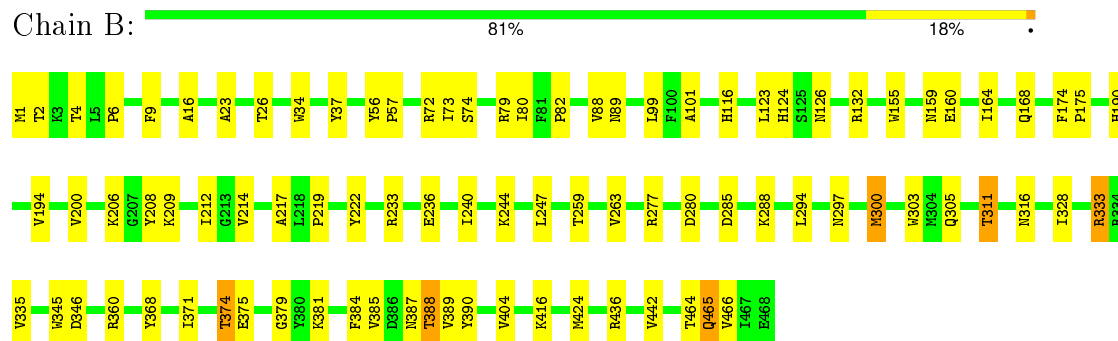 Chain B:
81% 18% •
M1 T2 K3 T4 L5 P6 F9 A16 A23 T26 W34 Y37 Y56 P57 R72 I73 S74 R79 I80 F81 P82 V88 N89 L99 F100 A101 H116 L123 H124 S125 N126 R132 W155 N159 E160 I164 Q168 F174 P175 H190
V194 V200 K206 G207 Y208 K209 I212 G213 V214 A217 L218 P219 Y222 R233 E236 I240 K244 L247 T259 V263 R277 D280 D285 K288 L294 N297 M300 W303 M304 Q305 T311 N316 I328 R333 R334
V335 W345 D346 R360 Y368 I371 T374 E375 G379 Y380 K381 F384 V385 D386 N387 T388 V389 Y390 V404 K416 M424 R436 V442 T464 Q465 V466 I467 E468